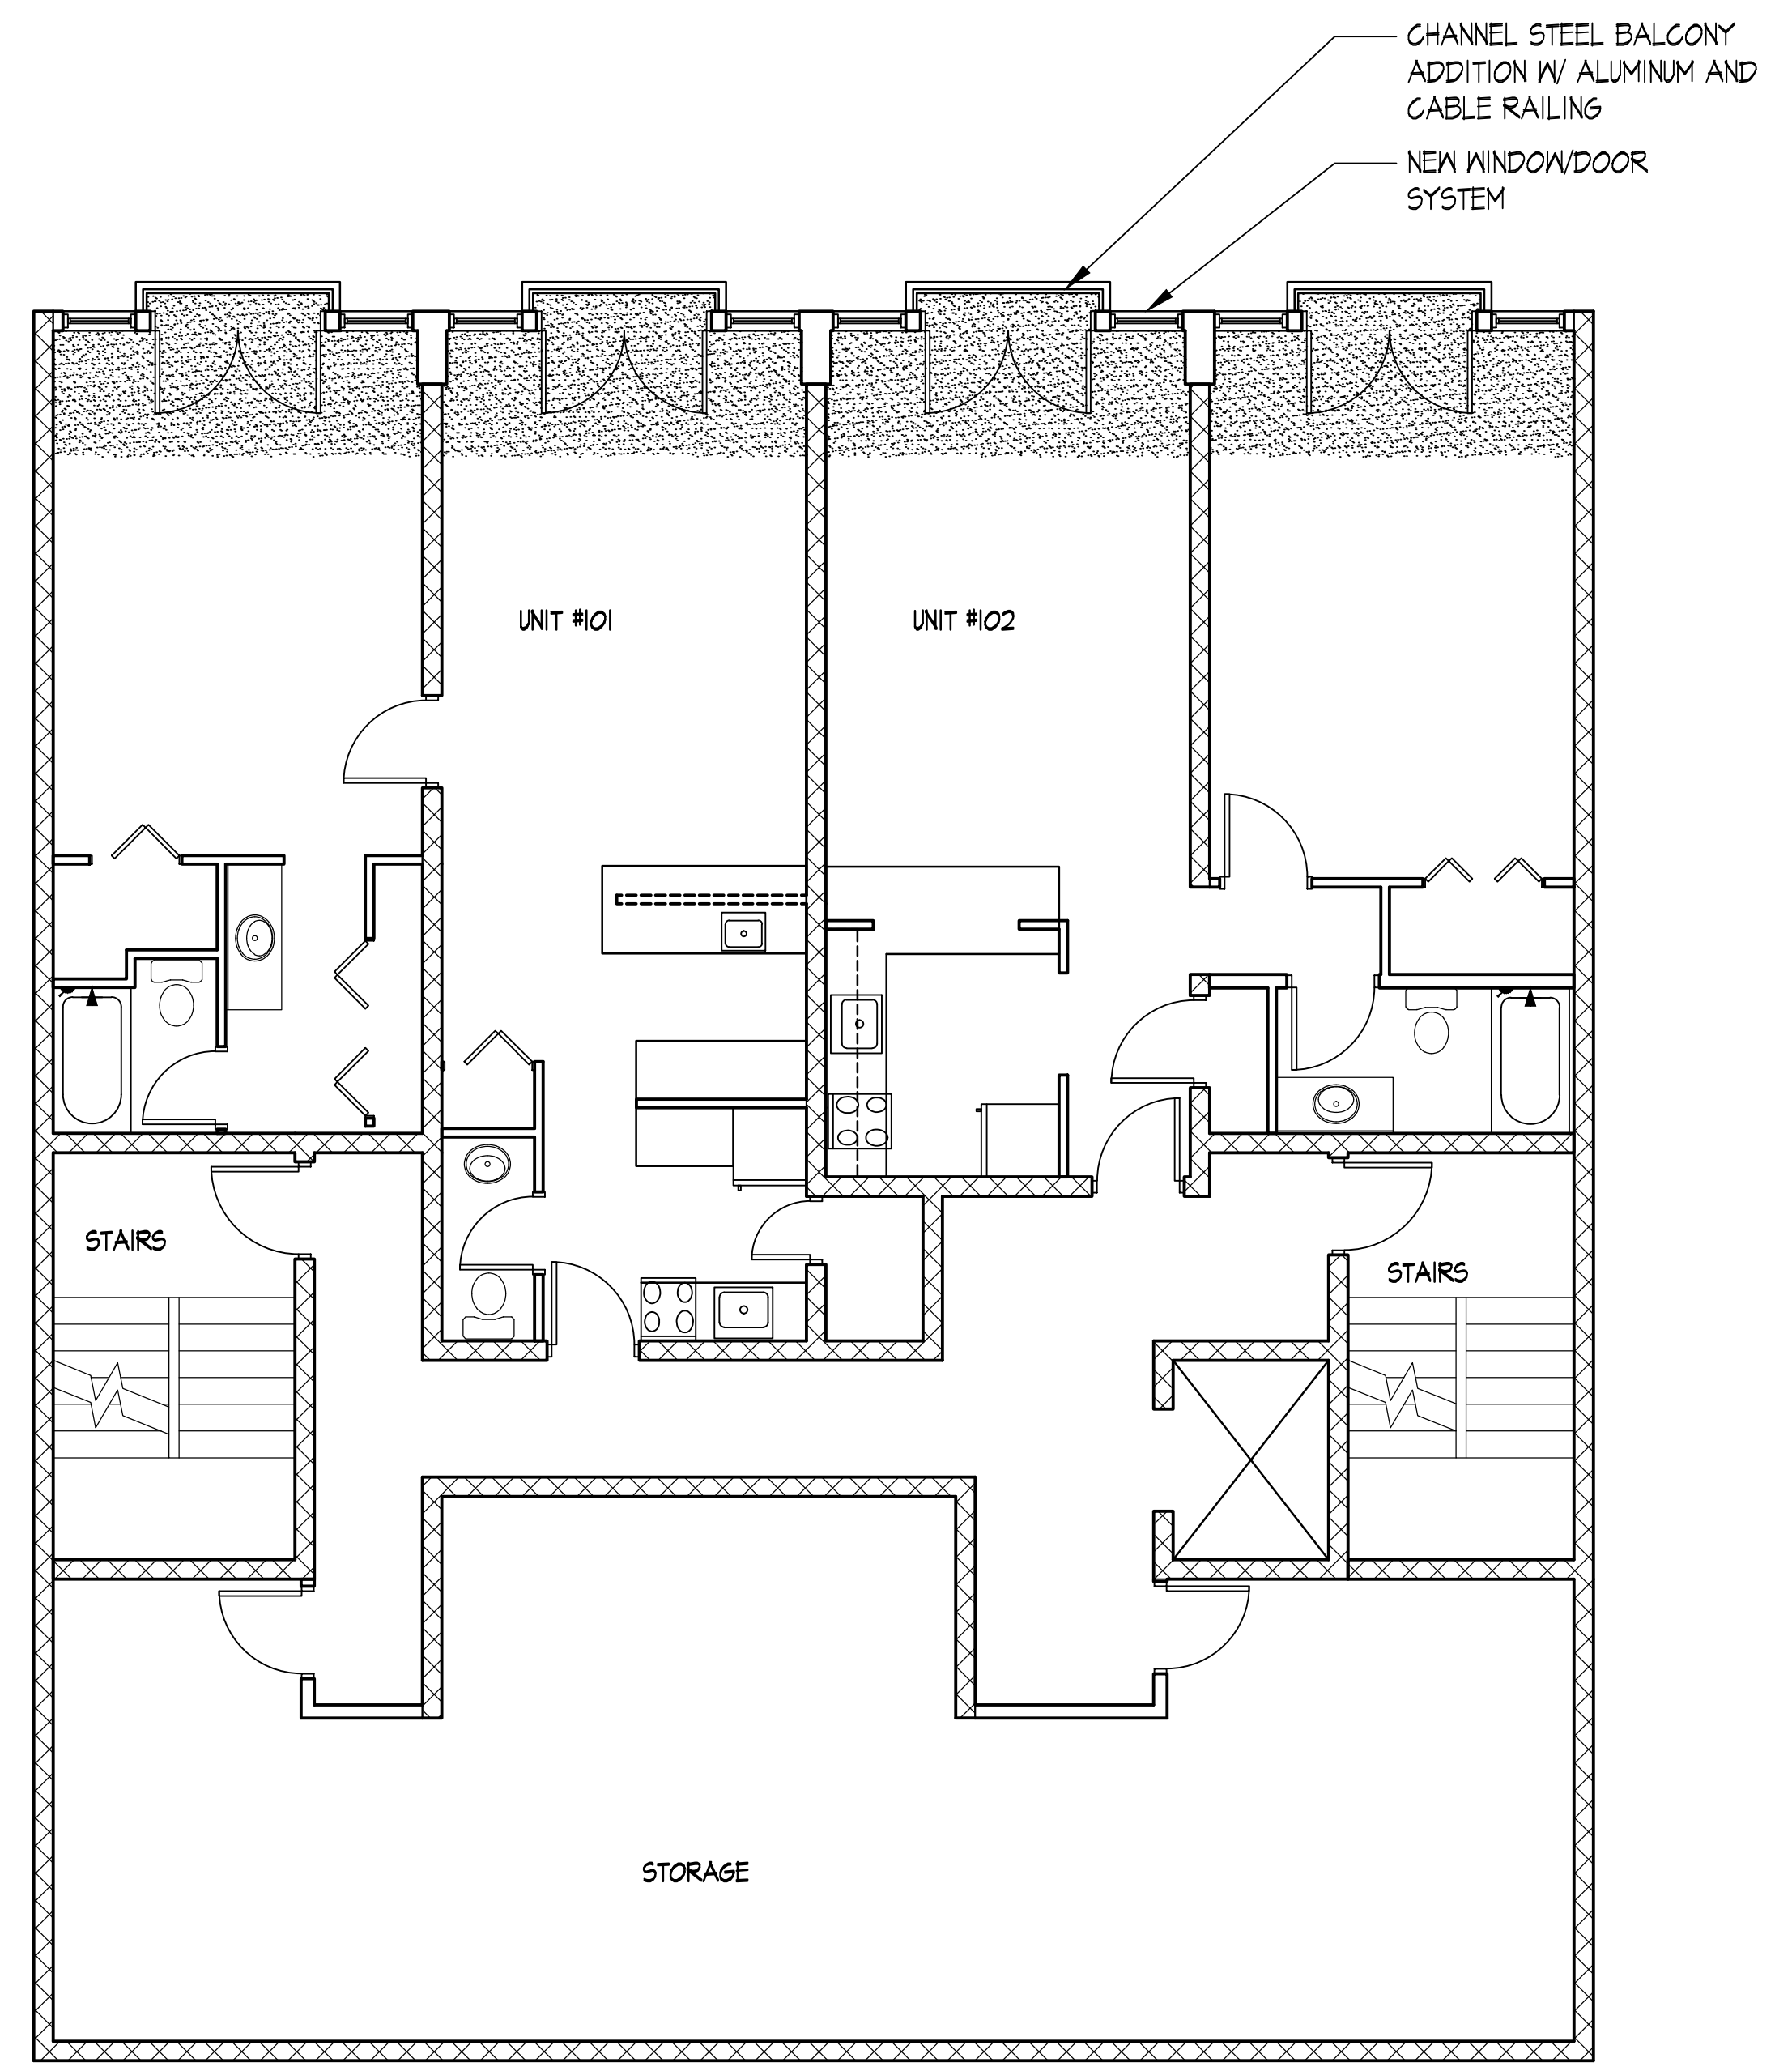 CHANNEL STEEL BALCONY
ADDITION W/ ALUMINUM AND
CABLE RAILING
NEW WINDOW/DOOR
SYSTEM
UNIT #101
UNIT #102
STAIRS
STAIRS
STORAGE